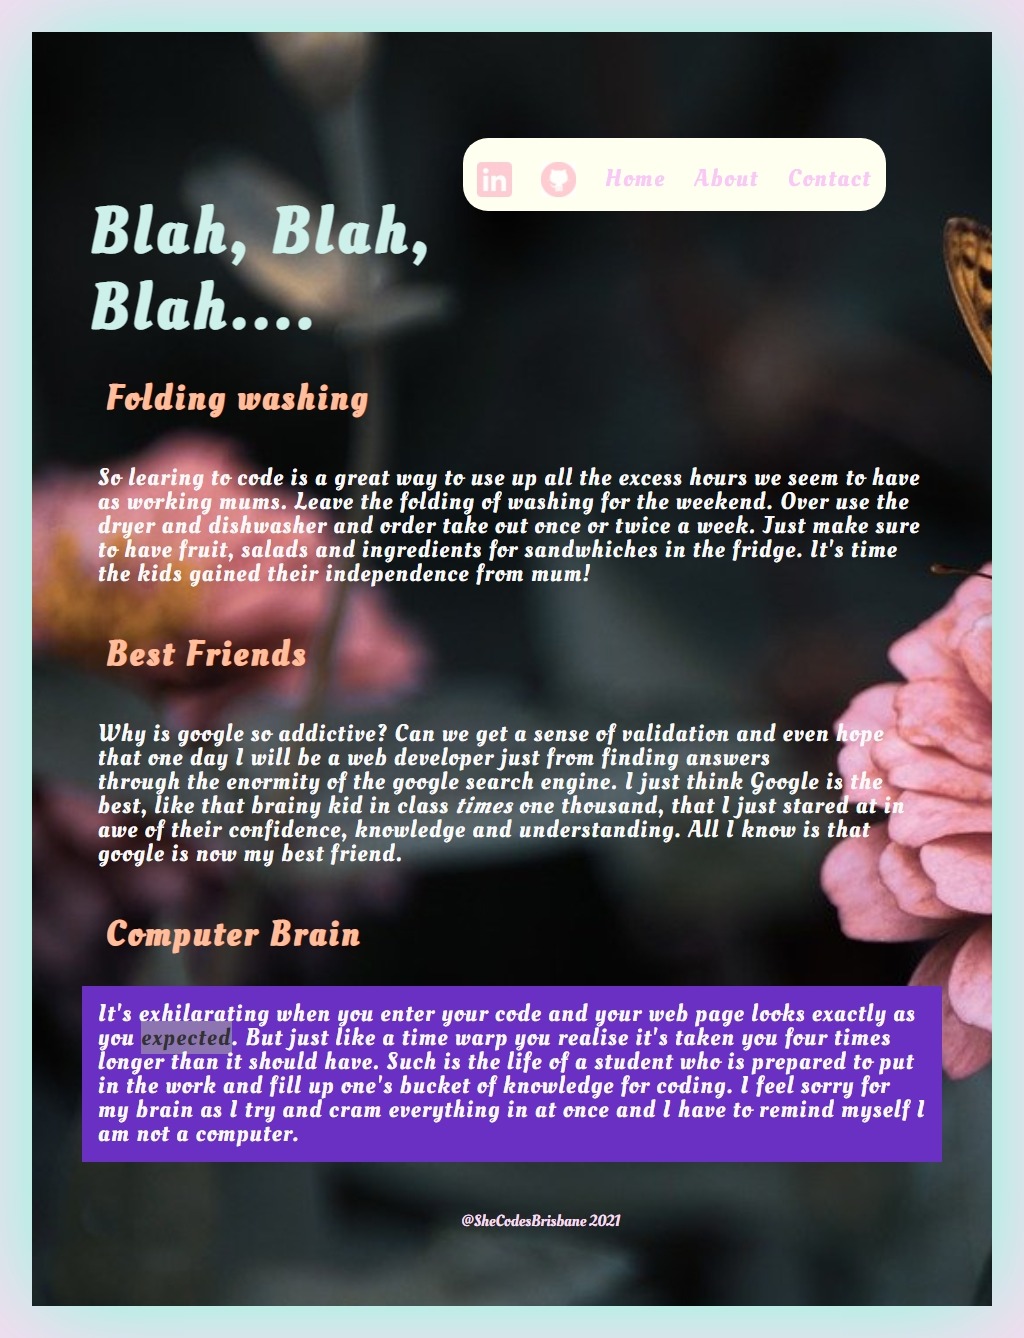 in Home About Contact
Blah, Blah,
Blah....
Folding washing
So learing to code is a great way to use up all the excess hours we seem to have
as working mums. Leave the folding of washing for the weekend. Over use the
dryer and dishwasher and order take out once or twice a week. Just make sure
to have fruit, salads and ingredients for sandwhiches in the fridge. It's time
the kids gained their independence from mum!
Best Friends
Why is google so addictive? Can we get a sense of validation and even hope
that one day I will be a web developer just from finding answers
through the enormity of the google search engine. I just think Google is the
best, like that brainy kid in class times one thousand, that I just stared at in
awe of their confidence, knowledge and understanding. All I know is that
google is now my best friend.
Computer Brain
It's exhilarating when you enter your code and your web page looks exactly as
you expected. But just like a time warp you realise it's taken you four times
longer than it should have. Such is the life of a student who is prepared to put
in the work and fill up one's bucket of knowledge for coding. I feel sorry for
my brain as I try and cram everything in at once and I have to remind myself I
am not a computer.
@SheCodesBrisbane 2021